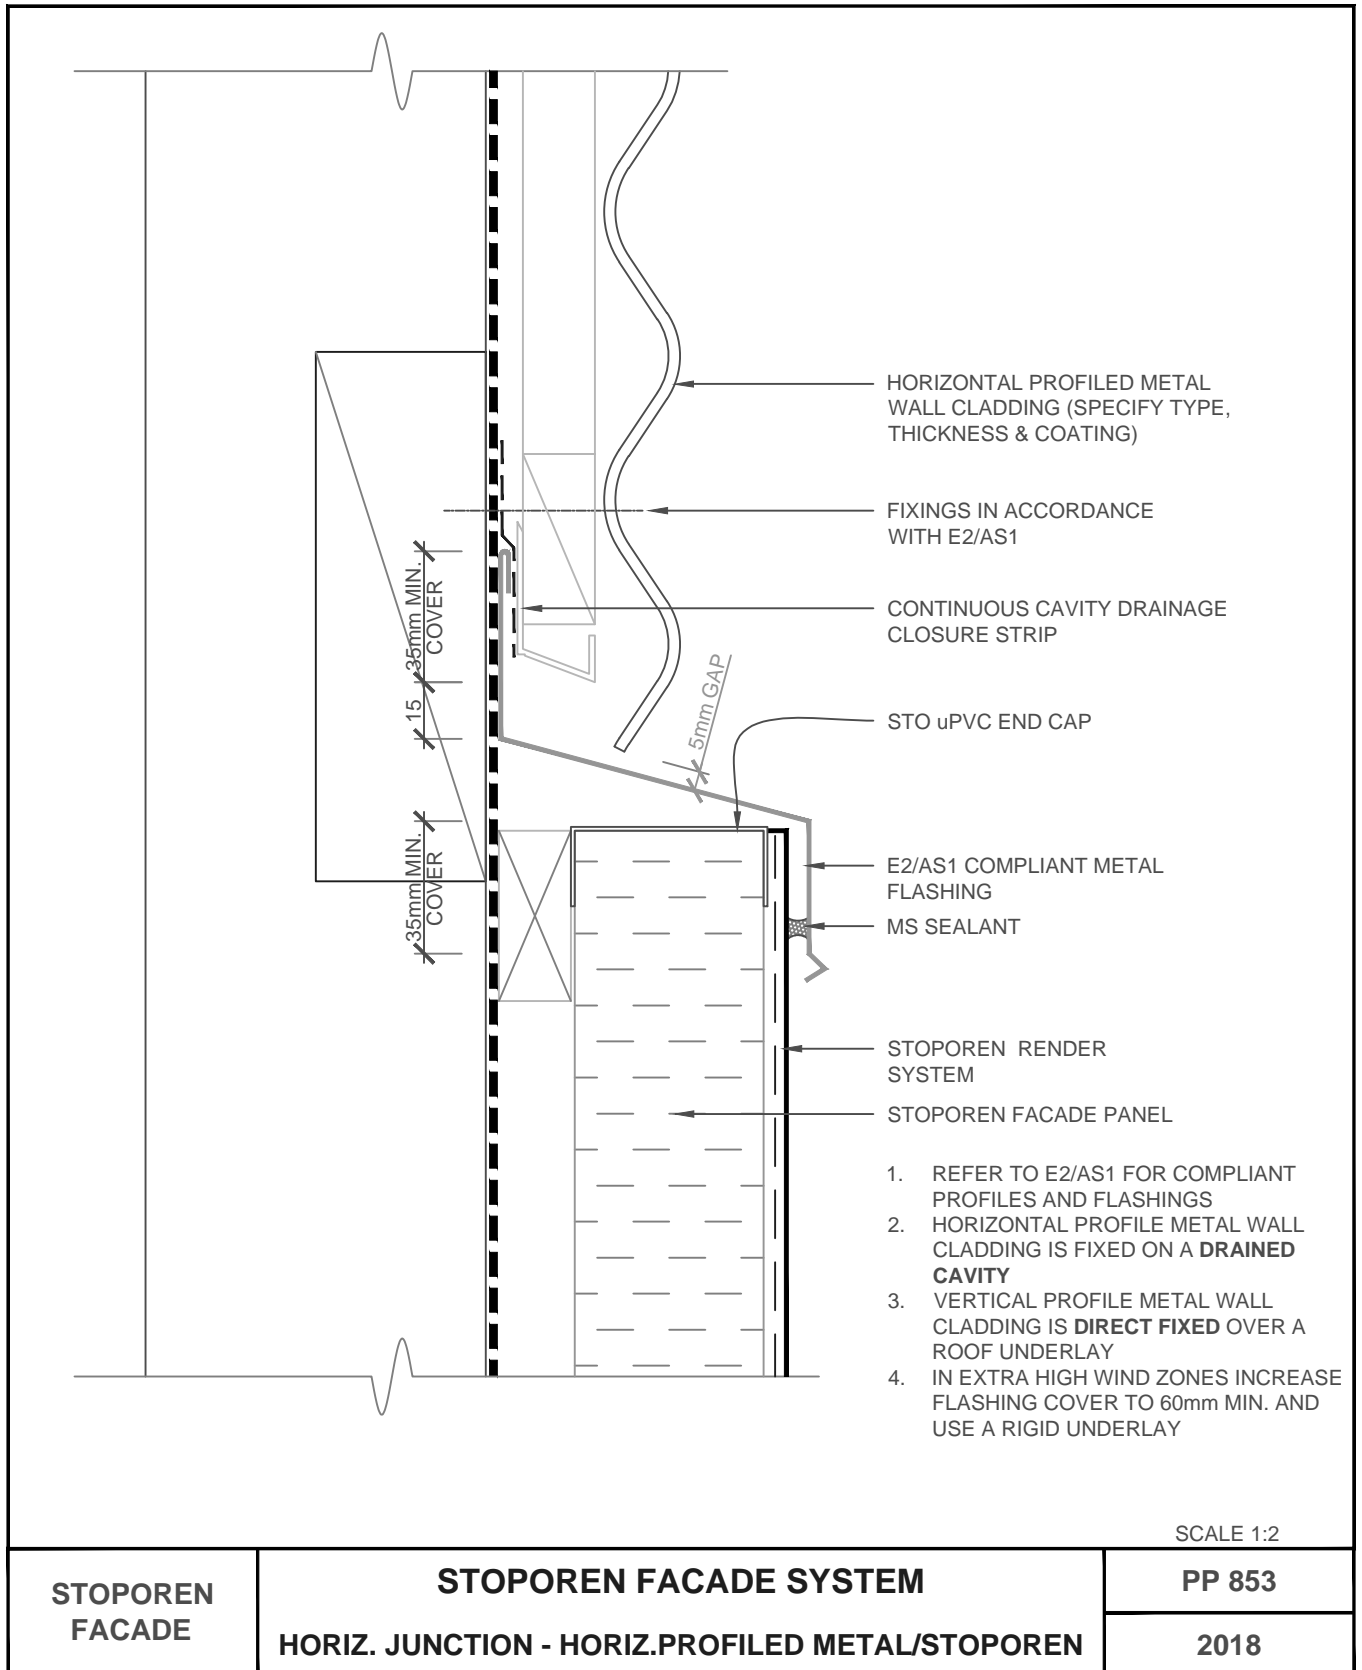 HORIZONTAL PROFILED METAL
WALL CLADDING (SPECIFY TYPE,
THICKNESS & COATING)
FIXINGS IN ACCORDANCE
WITH E2/AS1
35mm MIN.
COVER
CONTINUOUS CAVITY DRAINAGE
CLOSURE STRIP
15
5mm GAP
STO uPVC END CAP
35mm MIN.
COVER
E2/AS1 COMPLIANT METAL
FLASHING
MS SEALANT
STOPOREN RENDER
SYSTEM
STOPOREN FACADE PANEL
1. REFER TO E2/AS1 FOR COMPLIANT
PROFILES AND FLASHINGS
2. HORIZONTAL PROFILE METAL WALL
CLADDING IS FIXED ON A DRAINED
CAVITY
3. VERTICAL PROFILE METAL WALL
CLADDING IS DIRECT FIXED OVER A
ROOF UNDERLAY
4. IN EXTRA HIGH WIND ZONES INCREASE
FLASHING COVER TO 60mm MIN. AND
USE A RIGID UNDERLAY
SCALE 1:2
STOPOREN
FACADE
STOPOREN FACADE SYSTEM
HORIZ. JUNCTION - HORIZ.PROFILED METAL/STOPOREN
PP 853
2018